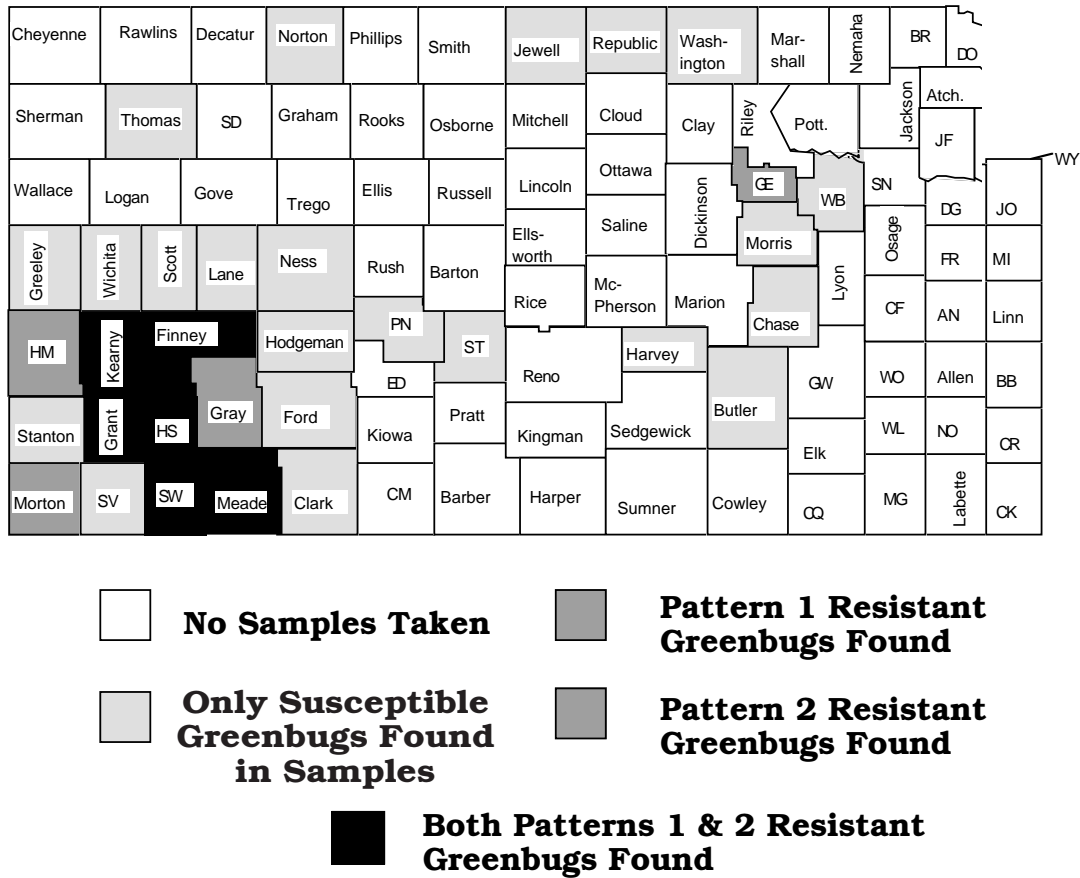 Cheyenne
Rawlins
Decatur
Norton
Phillips
Smith
Jewell
Republic
Wash-
ington
Mar-
shall
Nemaha
BR
DO
Sherman
Thomas
SD
Graham
Rooks
Osborne
Mitchell
Cloud
Clay
Riley
Pott.
Jackson
Atch.
JF
WY
Wallace
Logan
Gove
Trego
Ellis
Russell
Lincoln
Ottawa
Saline
Dickinson
GE
WB
SN
DG
JO
Greeley
Wichita
Scott
Lane
Ness
Rush
Barton
Ells-
worth
Rice
Mc-
Pherson
Marion
Morris
Lyon
Osage
FR
MI
HM
Kearny
Finney
Hodgeman
PN
ST
Reno
Harvey
Chase
CF
AN
Linn
Stanton
Grant
HS
Gray
Ford
ED
Kiowa
Pratt
Kingman
Sedgewick
Butler
GW
WO
Allen
BB
Elk
WL
NO
CR
Morton
SV
SW
Meade
Clark
CM
Barber
Harper
Sumner
Cowley
CQ
MG
Labette
CK
No Samples Taken
Pattern 1 Resistant
Greenbugs Found
Only Susceptible
Greenbugs Found
in Samples
Pattern 2 Resistant
Greenbugs Found
Both Patterns 1 & 2 Resistant
Greenbugs Found